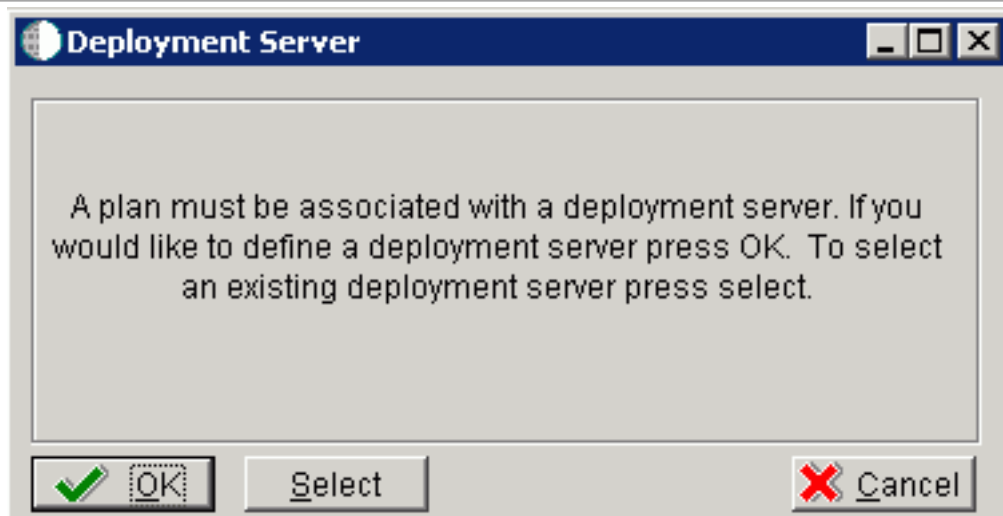 Deployment Server
A plan must be associated with a deployment server. If you
would like to define a deployment server press OK.  To select
an existing deployment server press select.
OK
Select
Cancel